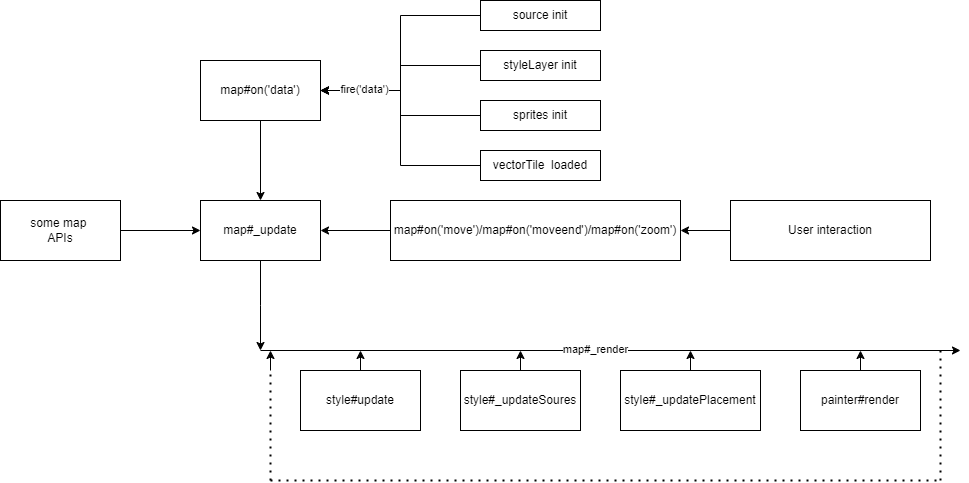 source init
styleLayer init
map#on('data')
fire('data')
sprites init
vectorTile loaded
some map
APIs
map#_update
map#on('move')/map#on('moveend')/map#on('zoom')
User interaction
map#_render
style#update
style#_updateSoures
style#_updatePlacement
painter#render